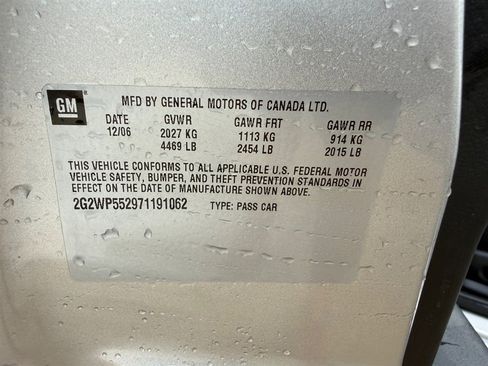 GM
MFD BY GENERAL MOTORS OF CANADA LTD.
DATE GVWR GAWR FRT GAWR RR
12/06 2027 KG 1113 KG 914 KG
4469 LB 2454 LB 2015 LB
THIS VEHICLE CONFORMS TO ALL APPLICABLE U.S. FEDERAL MOTOR
VEHICLE SAFETY, BUMPER, AND THEFT PREVENTION STANDARDS IN
EFFECT ON THE DATE OF MANUFACTURE SHOWN ABOVE.
2G2WP552971191062 TYPE: PASS CAR